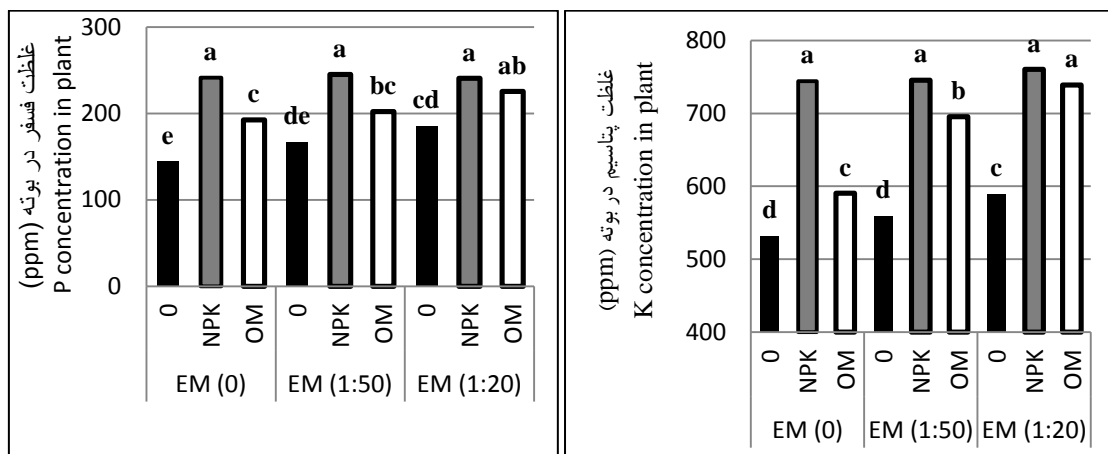 غلظت فسفر در بوته (ppm)
P concentration in plant
300
200
100
0
e
a
c
de
a
bc
cd
a
ab
0
NPK
OM
0
NPK
OM
0
NPK
OM
EM (0)
EM (1:50)
EM (1:20)
غلظت پتاسیم در بوته (ppm)
K concentration in plant
800
700
600
500
400
d
a
c
d
a
b
c
a
a
0
NPK
OM
0
NPK
OM
0
NPK
OM
EM (0)
EM (1:50)
EM (1:20)